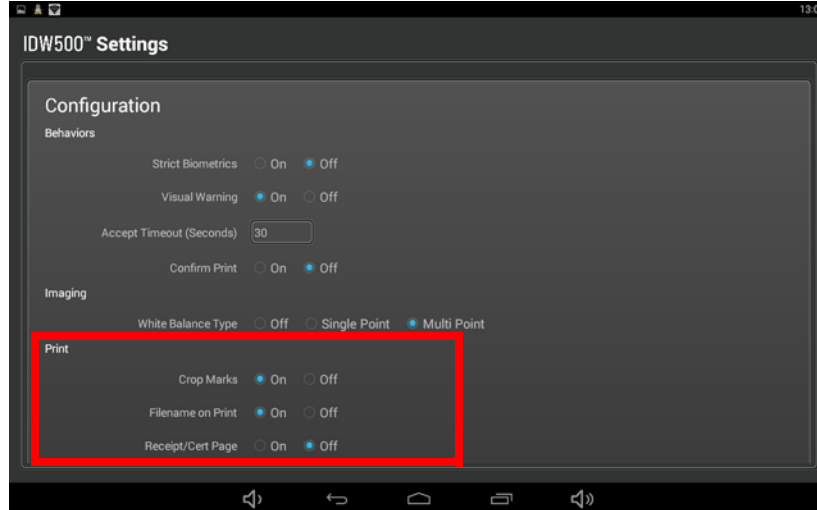 13:0
IDW500™ Settings
Configuration
Behaviors
Strict Biometrics On Off
Visual Warning On Off
Accept Timeout (Seconds) 30
Confirm Print On Off
Imaging
White Balance Type Off Single Point Multi Point
Print
Crop Marks On Off
Filename on Print On Off
Receipt/Cert Page On Off